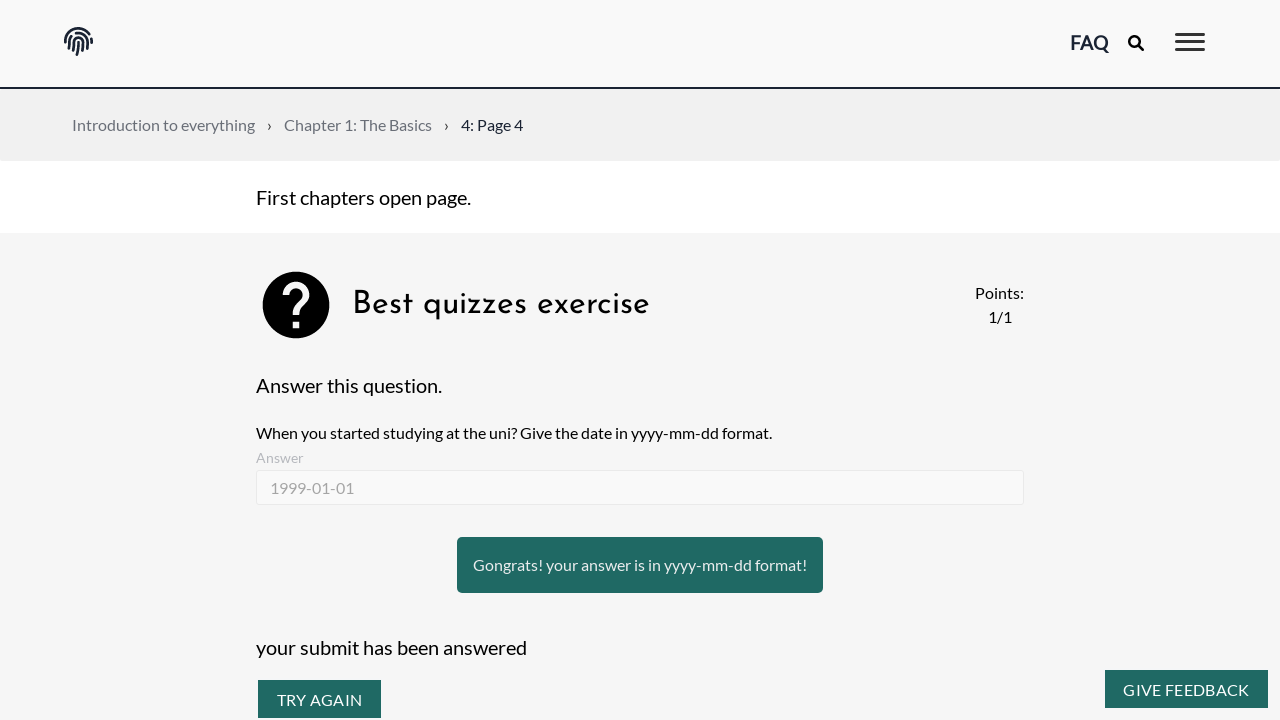 FAQ
Introduction to everything › Chapter 1: The Basics › 4: Page 4
First chapters open page.
Best quizzes exercise
Points:
1/1
Answer this question.
When you started studying at the uni? Give the date in yyyy-mm-dd format.
Answer
1999-01-01
Gongrats! your answer is in yyyy-mm-dd format!
your submit has been answered
TRY AGAIN
GIVE FEEDBACK